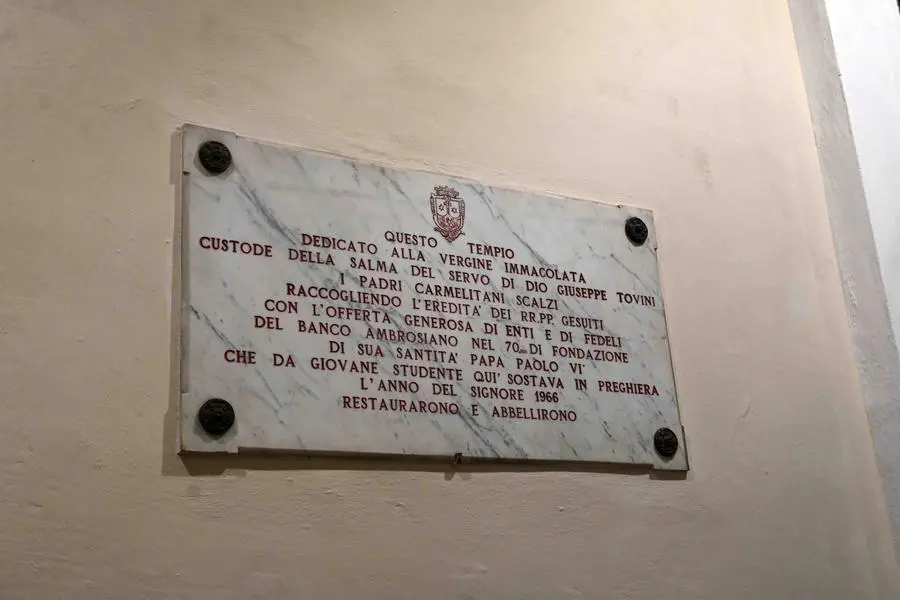 QUESTO TEMPIO
DEDICATO ALLA VERGINE IMMACOLATA
CUSTODE DELLA SALMA DEL SERVO DI DIO GIUSEPPE TOVINI
I PADRI CARMELITANI SCALZI
RACCOGLIENDO L'EREDITA' DEI RR.PP. GESUITI
CON L'OFFERTA GENEROSA DI ENTI E DI FEDELI
DEL BANCO AMBROSIANO NEL 70.mo DI FONDAZIONE
DI SUA SANTITA' PAPA PAOLO VI°
CHE DA GIOVANE STUDENTE QUI' SOSTAVA IN PREGHIERA
L'ANNO DEL SIGNORE 1966
RESTAURARONO E ABBELLIRONO